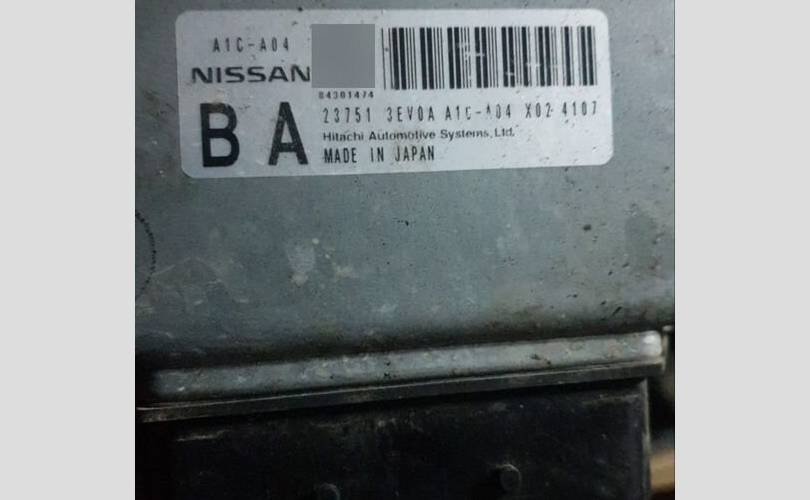 A1C-A04
NISSAN
84301474
BA
23751 3EV0A A1C-A04 X02 4107
Hitachi Automotive Systems, Ltd.
MADE IN JAPAN